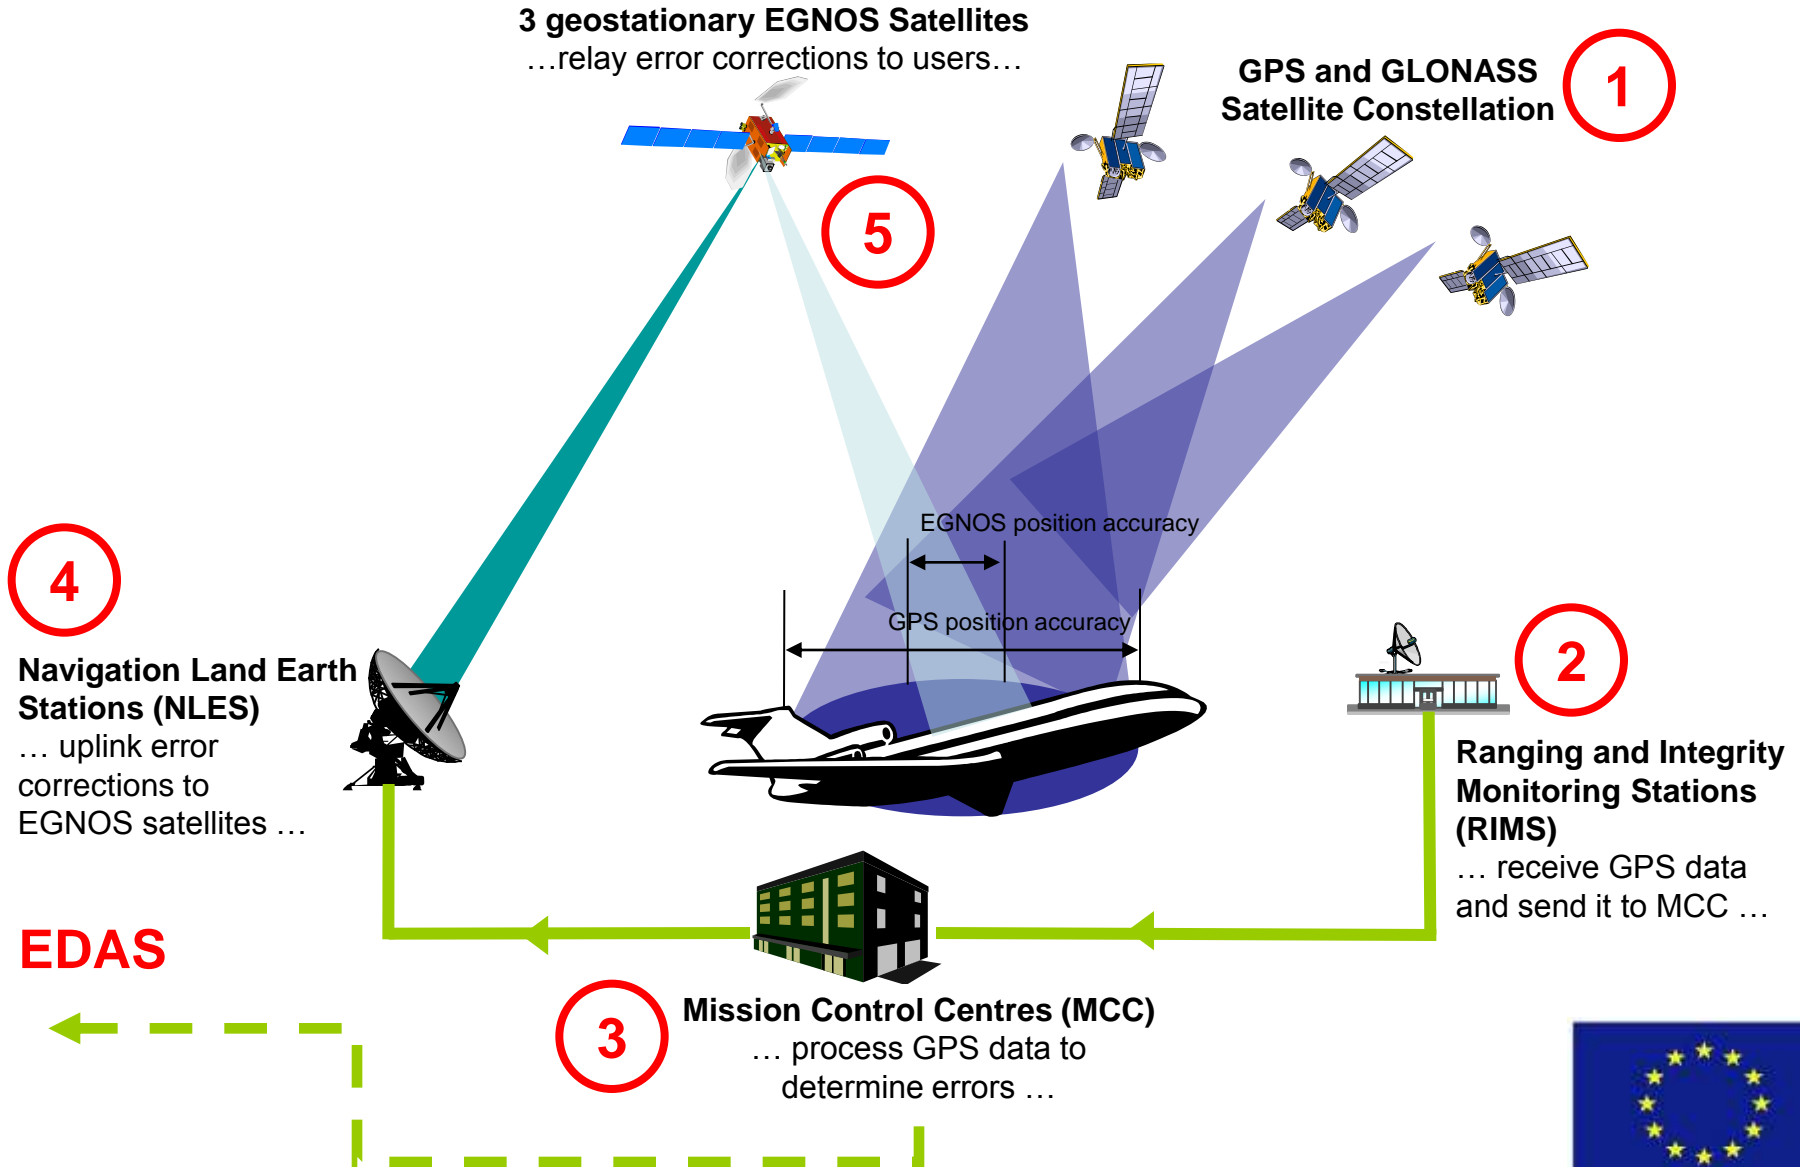 3 geostationary EGNOS Satellites
…relay error corrections to users…
GPS and GLONASS
Satellite Constellation
1
5
EGNOS position accuracy
GPS position accuracy
4
Navigation Land Earth
Stations (NLES)
… uplink error
corrections to
EGNOS satellites …
2
Ranging and Integrity
Monitoring Stations
(RIMS)
… receive GPS data
and send it to MCC …
EDAS
3
Mission Control Centres (MCC)
… process GPS data to
determine errors …